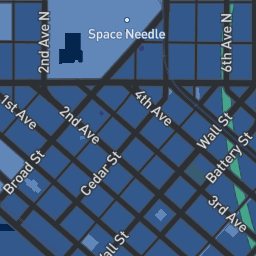 2nd Ave N
Space Needle
6th Ave N
1st Ave
2nd Ave
4th Ave
Wall St
Battery St
Broad St
Cedar St
3rd Ave
all St